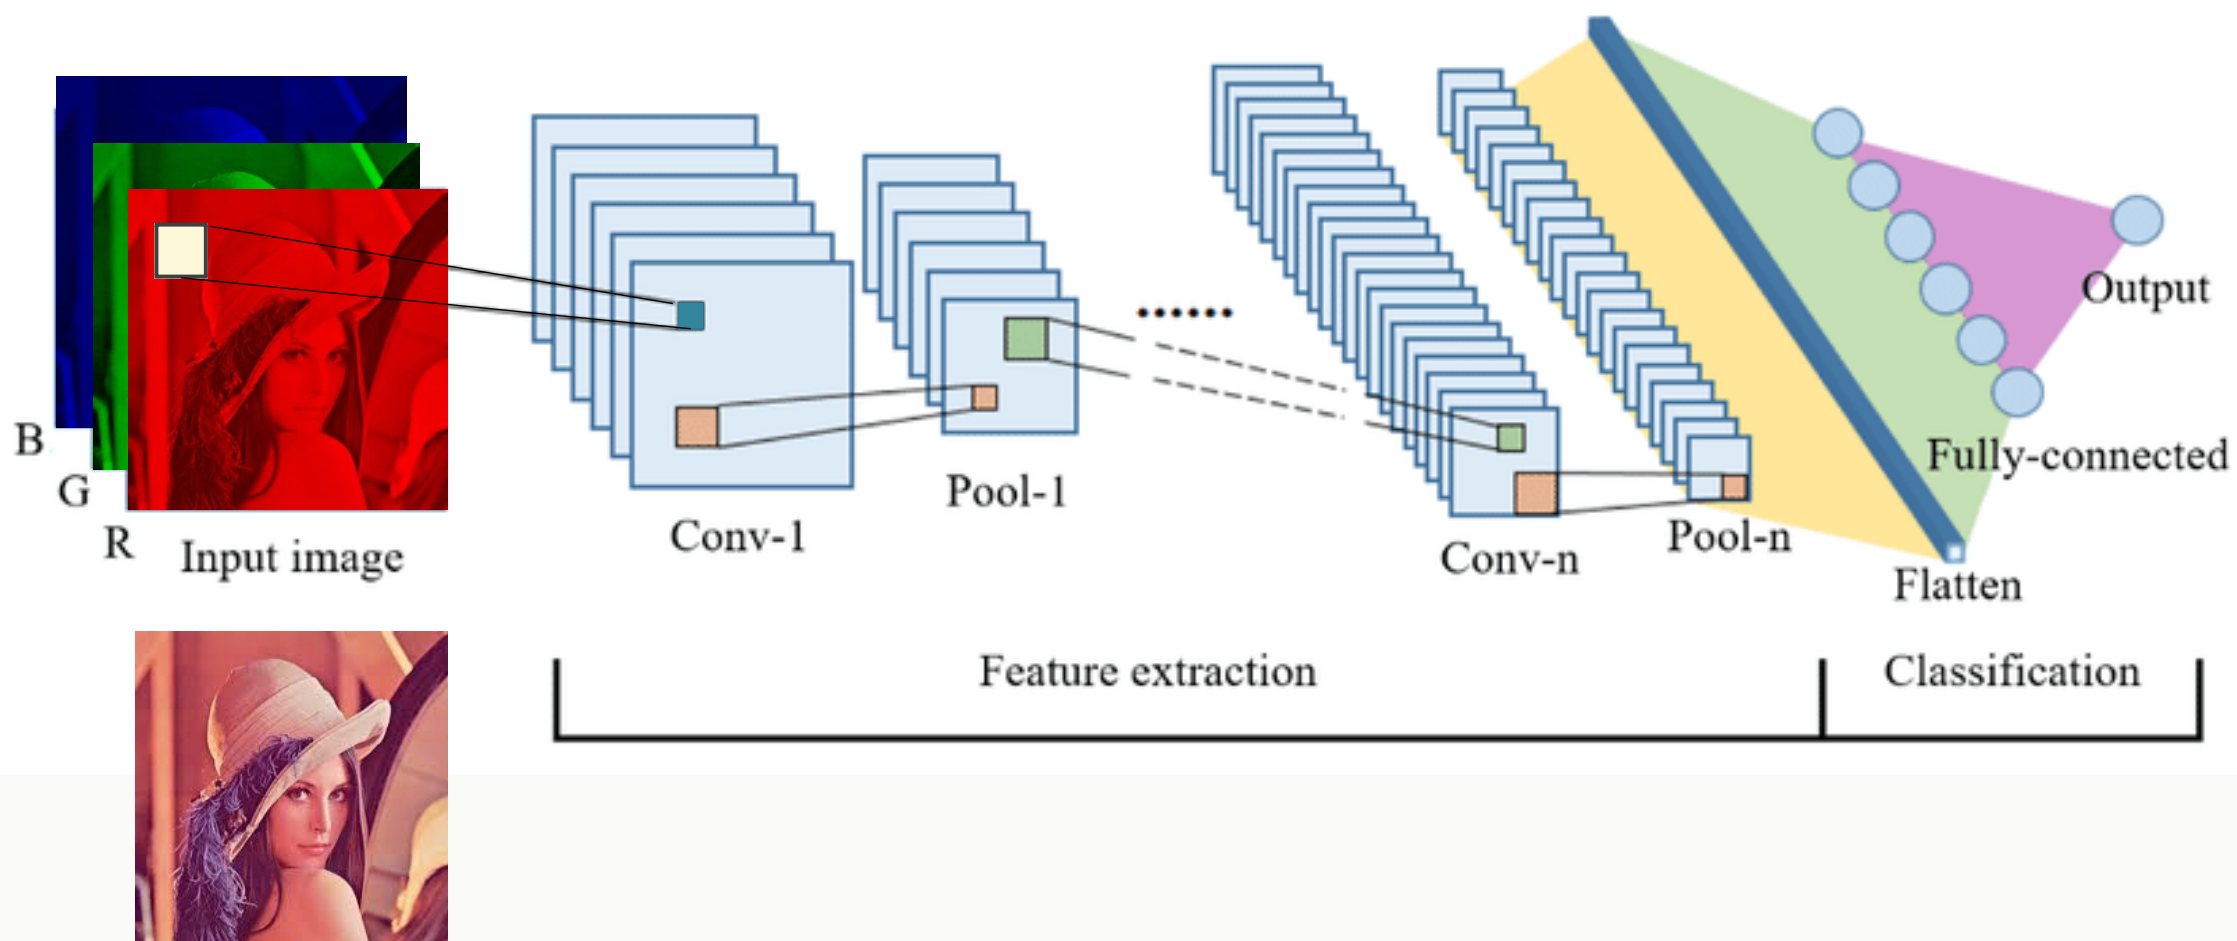 B
G
R
Input image
Conv-1
Pool-1
......
Conv-n
Pool-n
Flatten
Fully-connected
Output
Feature extraction
Classification